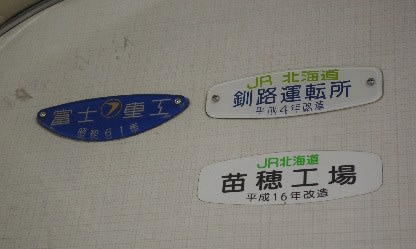 富士重工
昭和61年
JR 北海道
釧路運転所
平成4年改造
JR北海道
苗穂工場
平成16年改造